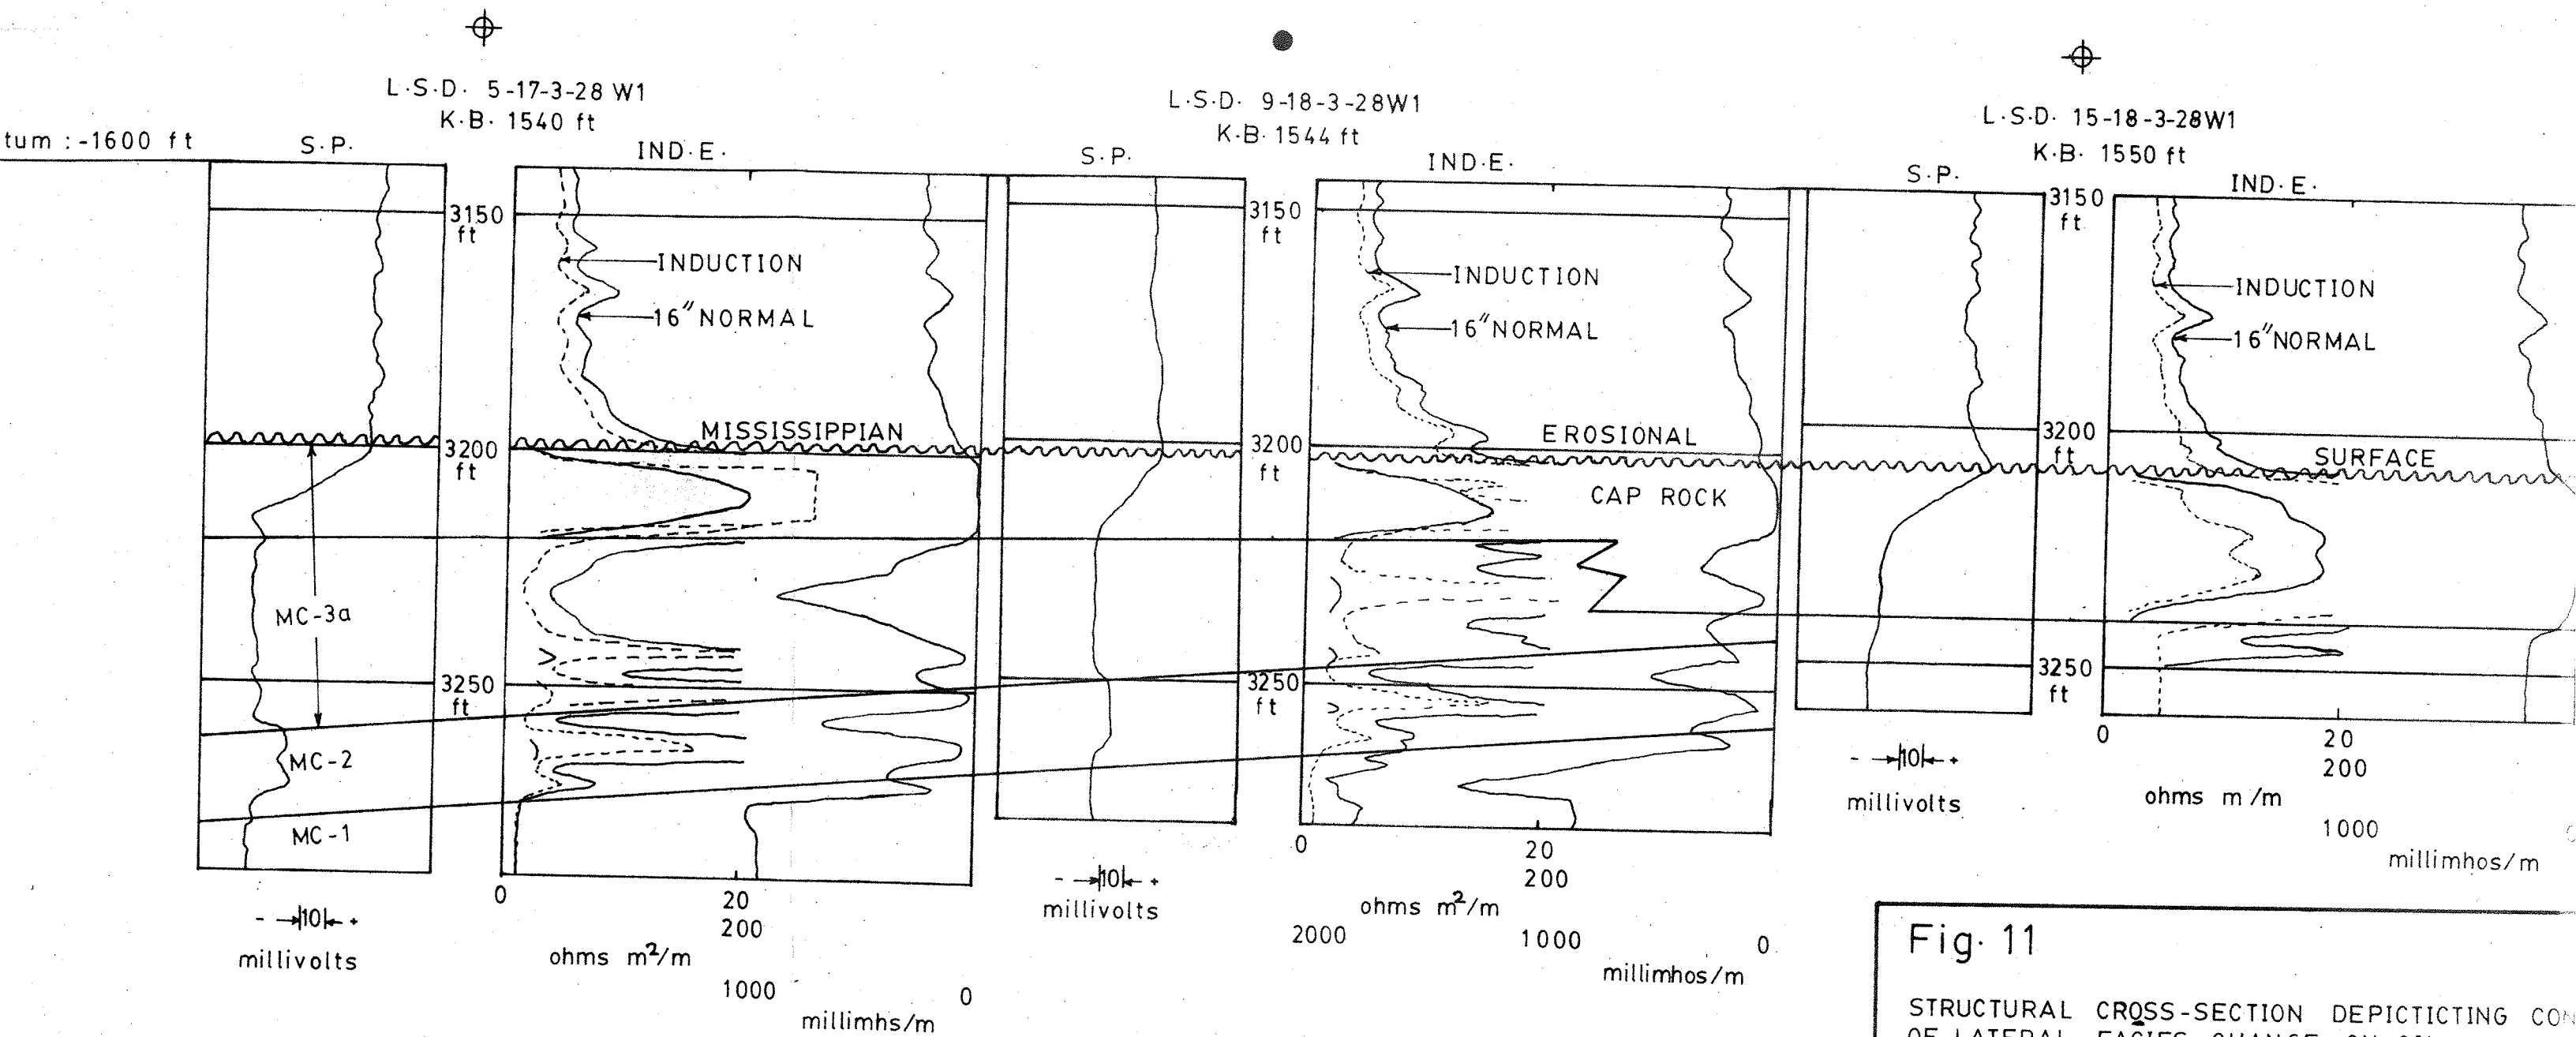 L.S.D. 5-17-3-28 W1
K.B. 1540 ft
L.S.D. 9-18-3-28W1
K.B. 1544 ft
L.S.D. 15-18-3-28W1
K.B. 1550 ft
tum : -1600 ft
S.P.
IND.E.
S.P.
IND.E.
S.P.
IND.E.
3150
ft
3150
ft
3150
ft
INDUCTION
16" NORMAL
INDUCTION
16" NORMAL
INDUCTION
16" NORMAL
MISSISSIPPIAN
EROSIONAL
SURFACE
3200
ft
3200
ft
3200
ft
CAP ROCK
MC-3a
3250
ft
3250
ft
3250
ft
MC-2
MC-1
- 10 +
millivolts
0
20
200
ohms m²/m
1000
0
millimhs/m
- 10 +
millivolts
0
20
200
ohms m²/m
2000
1000
0
millimhos/m
- 10 +
millivolts
0
20
200
ohms m/m
1000
millimhos/m
Fig. 11
STRUCTURAL CROSS-SECTION DEPICTICTING
OF LATERAL FACIES CHANGE ON